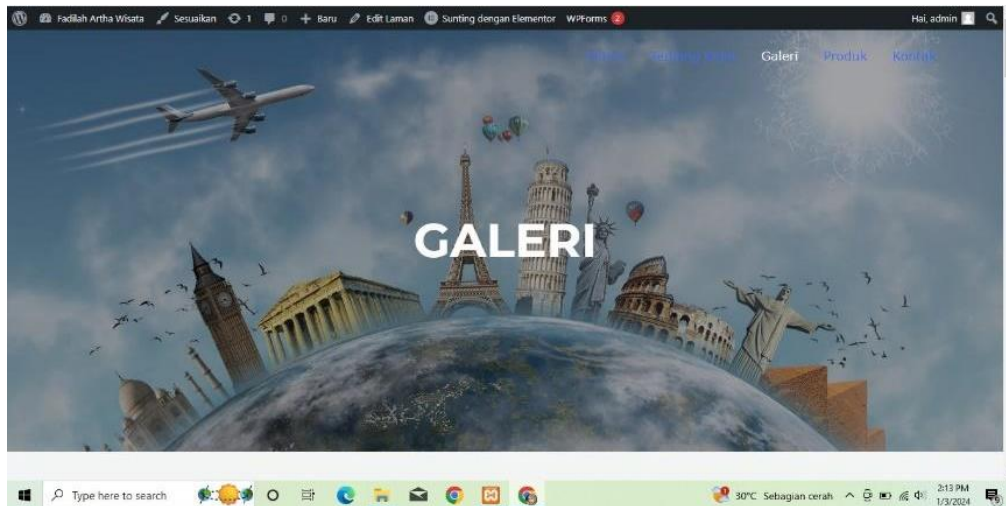 Fadilah Artha Wisata Sesuaikan 1 0 + Baru Edit Laman Sunting dengan Elementor WPForms 2 Hai, admin
Galeri Produk Kontak
GALERI
Type here to search 30°C Sebagian cerah 2:13 PM
1/3/2024